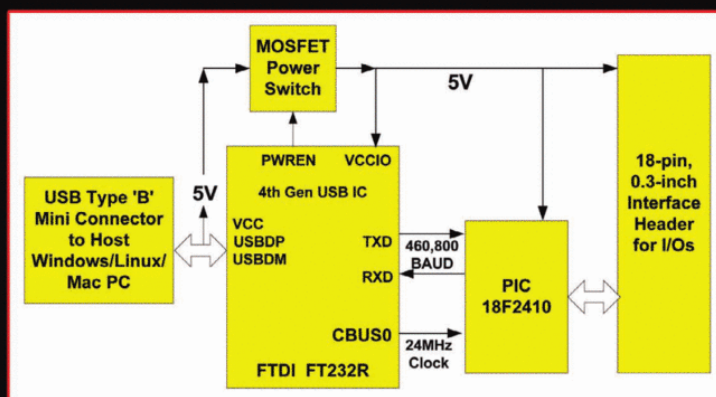 MOSFET
Power
Switch
5V
5V
USB Type 'B'
Mini Connector
to Host
Windows/Linux/
Mac PC
PWREN
VCCIO
4th Gen USB IC
VCC
USBDP
USBDM
TXD
RXD
CBUS0
FTDI FT232R
460,800
BAUD
24MHz
Clock
PIC
18F2410
18-pin,
0.3-inch
Interface
Header
for I/Os